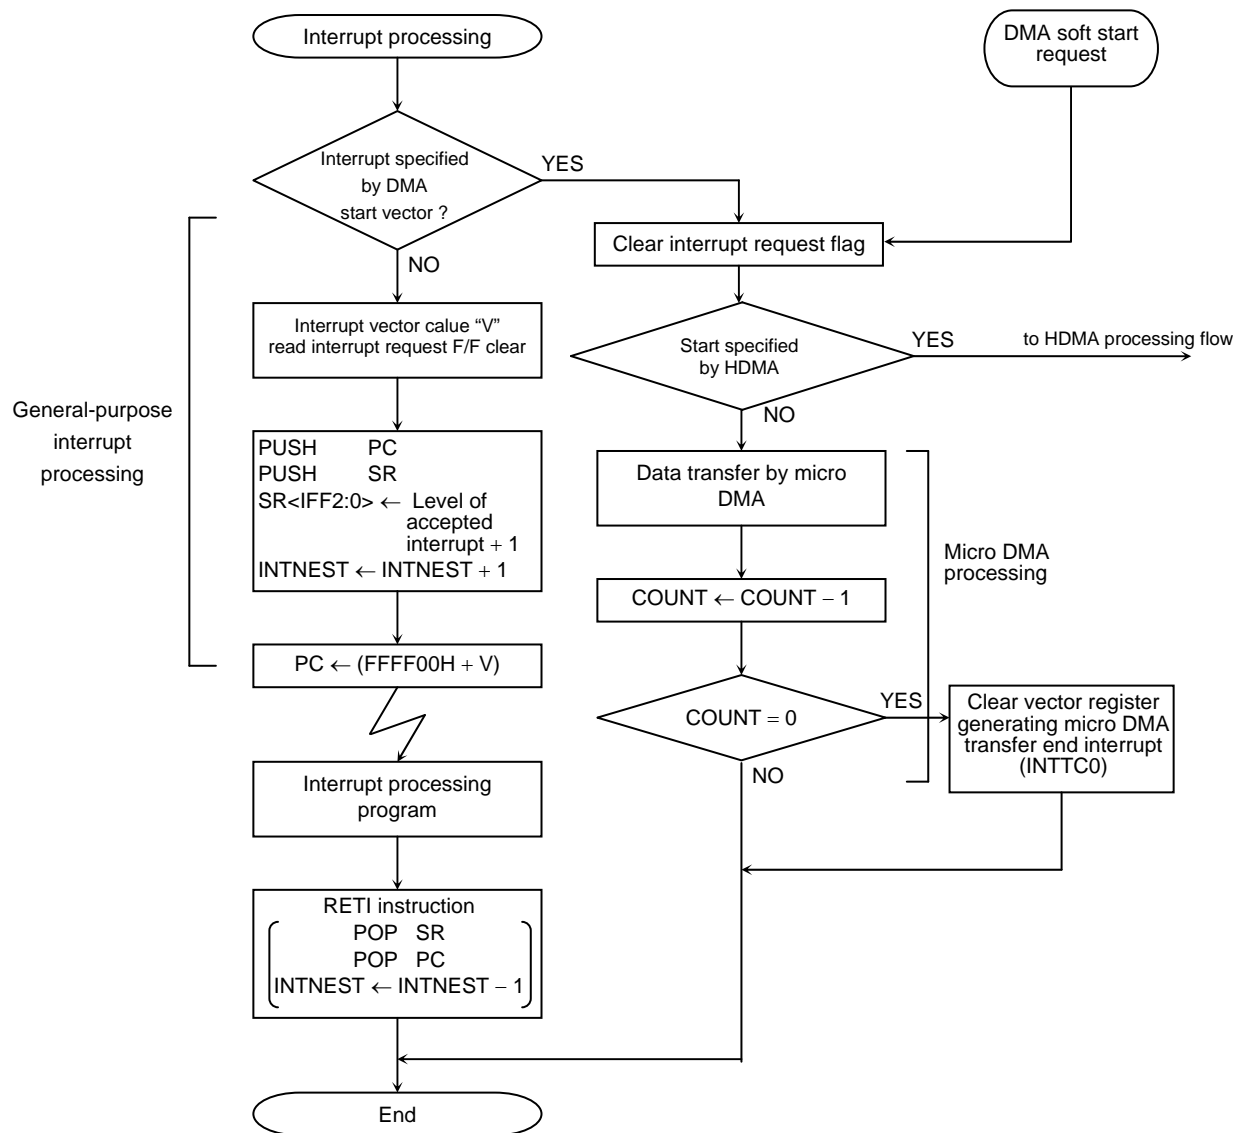 Interrupt processing
DMA soft start
request
Interrupt specified
by DMA
start vector ?
YES
NO
Clear interrupt request flag
Interrupt vector calue “V”
read interrupt request F/F clear
Start specified
by HDMA
YES
to HDMA processing flow
NO
General-purpose
interrupt
processing
PUSH PC
PUSH SR
SR<IFF2:0> ← Level of
accepted
interrupt + 1
INTNEST ← INTNEST + 1
Data transfer by micro
DMA
Micro DMA
processing
COUNT ← COUNT − 1
PC ← (FFFF00H + V)
COUNT = 0
YES
NO
Clear vector register
generating micro DMA
transfer end interrupt
(INTTC0)
Interrupt processing
program
RETI instruction
POP SR
POP PC
INTNEST ← INTNEST − 1
End